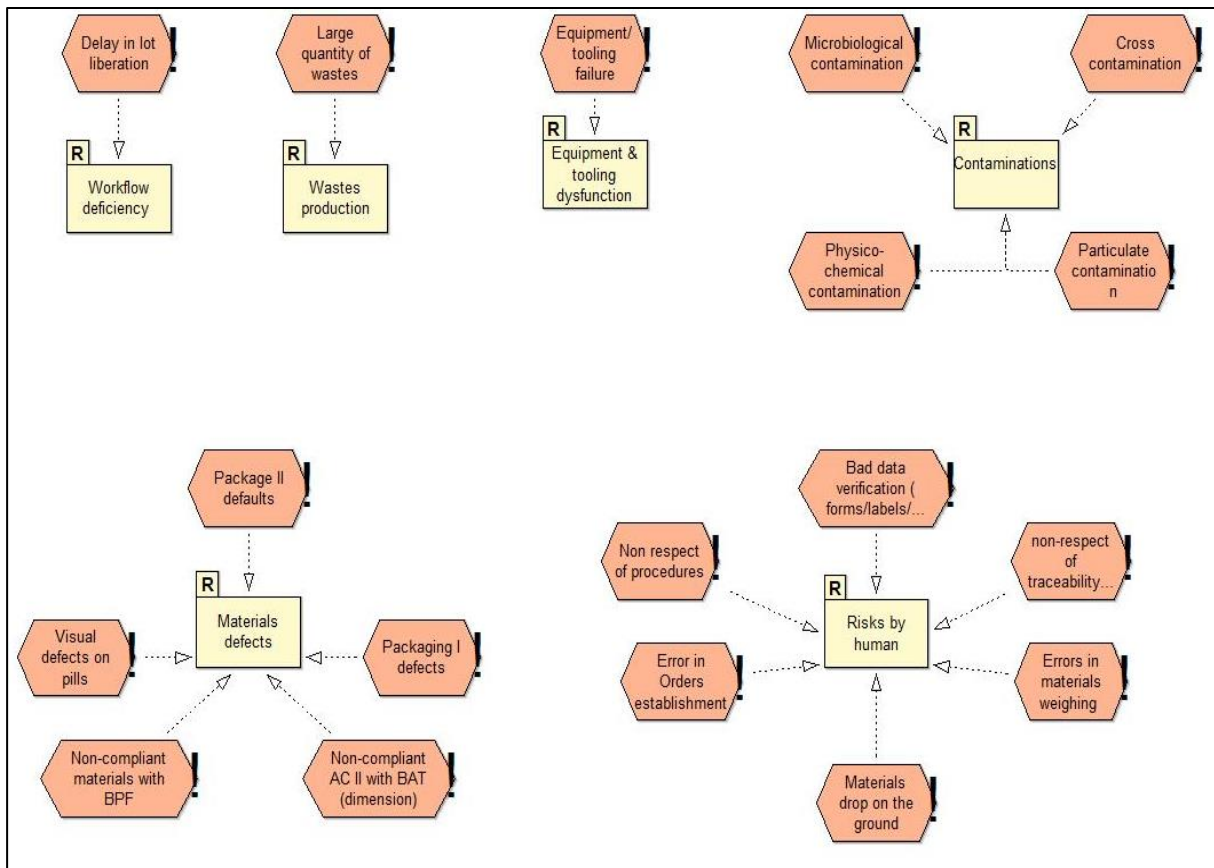 Delay in lot
liberation
Large
quantity of
wastes
Equipment/
tooling
failure
Microbiological
contamination
Cross
contamination
R
Workflow
deficiency
R
Wastes
production
R
Equipment &
tooling
dysfunction
R
Contaminations
Physico-
chemical
contamination
Particulate
contaminatio
n
Package II
defaults
Bad data
verification (
forms/labels/...
Non respect
of procedures
non-respect
of
traceability...
R
Materials
defects
R
Risks by
human
Visual
defects on
pills
Packaging I
defects
Error in
Orders
establishment
Errors in
materials
weighing
Non-compliant
materials with
BPF
Non-compliant
AC II with BAT
(dimension)
Materials
drop on the
ground